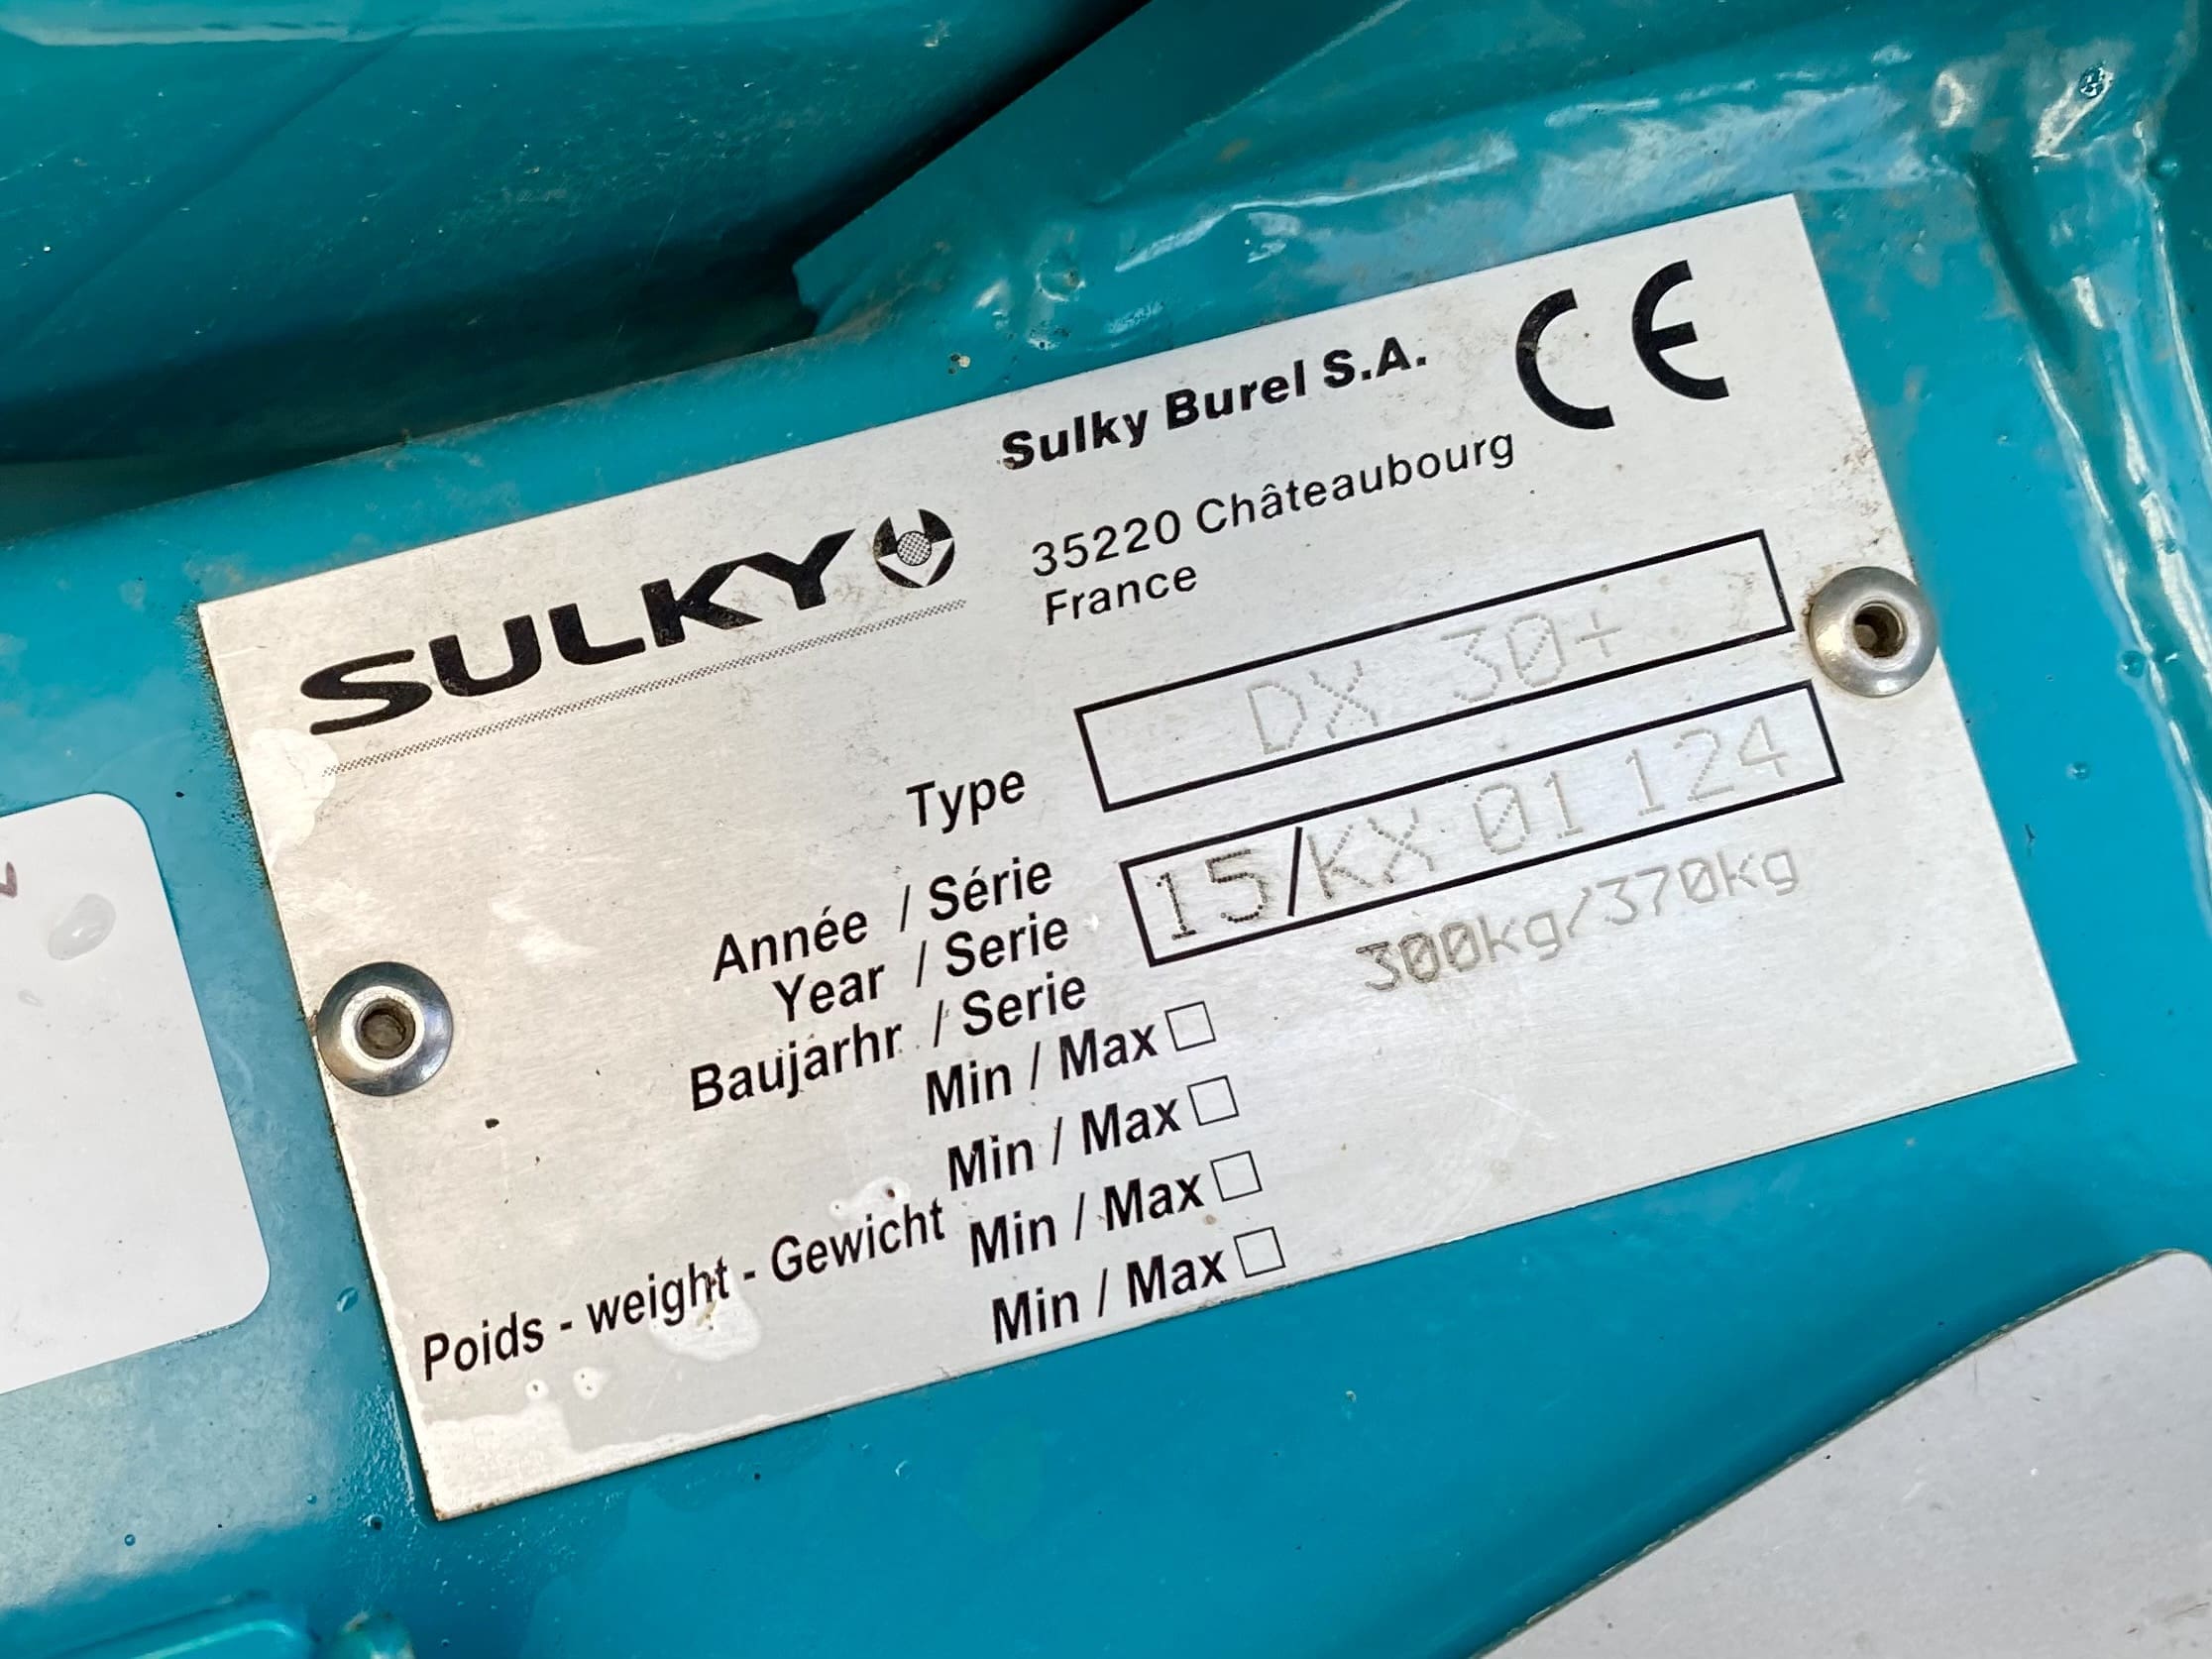 SULKY
Sulky Burel S.A.
CE
35220 Châteaubourg
France
Type DX 30+
Année / Série
Year / Serie 15/KX 01 124
Baujarhr / Serie
Min / Max 300kg/370kg
Min / Max
Poids - weight - Gewicht Min / Max
Min / Max